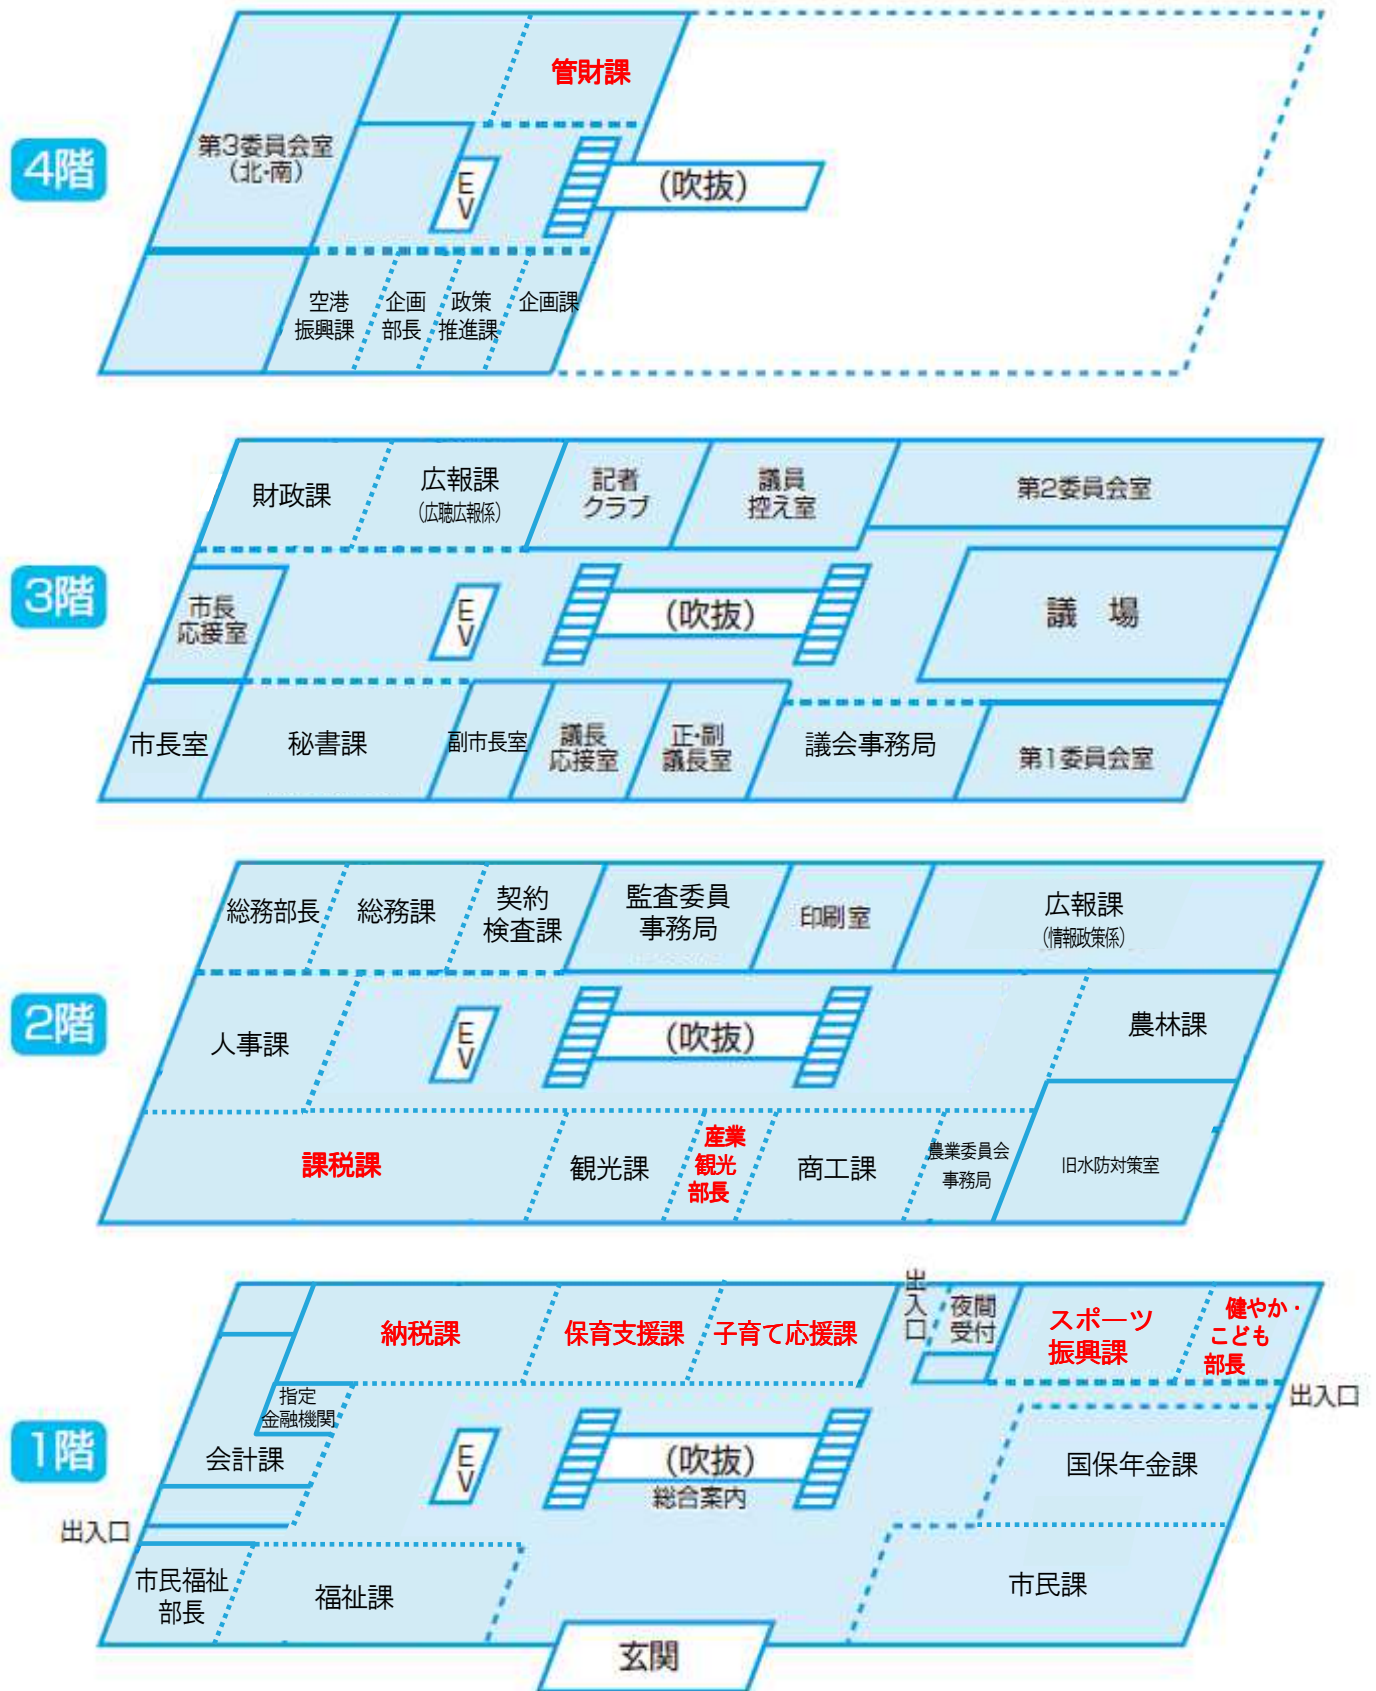 4階
管財課
第3委員会室
(北・南)
EV
(吹抜)
空港
振興課
企画
部長
政策
推進課
企画課
3階
財政課
広報課
(広聴広報係)
記者
クラブ
議員
控え室
第2委員会室
市長
応接室
EV
(吹抜)
議 場
市長室
秘書課
副市長室
議長
応接室
正・副
議長室
議会事務局
第1委員会室
2階
総務部長
総務課
契約
検査課
監査委員
事務局
印刷室
広報課
(情報政策係)
人事課
EV
(吹抜)
農林課
課税課
観光課
産業
観光
部長
商工課
農業委員会
事務局
旧水防対策室
1階
納税課
保育支援課
子育て応援課
出入口
夜間
受付
スポーツ
振興課
健やか・
こども
部長
出入口
指定
金融機関
会計課
EV
(吹抜)
総合案内
国保年金課
出入口
市民福祉
部長
福祉課
市民課
玄関